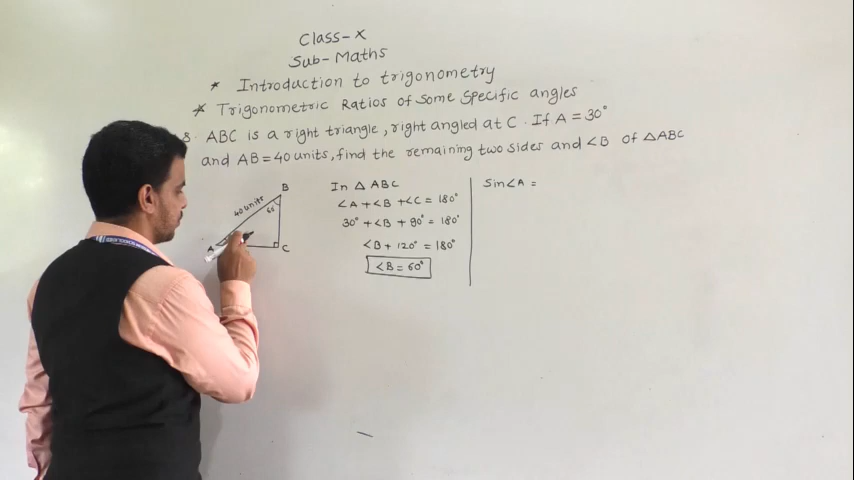 Class-X
Sub-Maths
* Introduction to trigonometry
* Trigonometric Ratios of Some Specific angles
8. ABC is a right triangle, right angled at C. If A = 30°
and AB = 40 units, find the remaining two sides and <B of △ABC
B
40 units
60°
A
C
In △ ABC
<A + <B + <C = 180°
30° + <B + 90° = 180°
<B + 120° = 180°
<B = 60°
Sin<A =